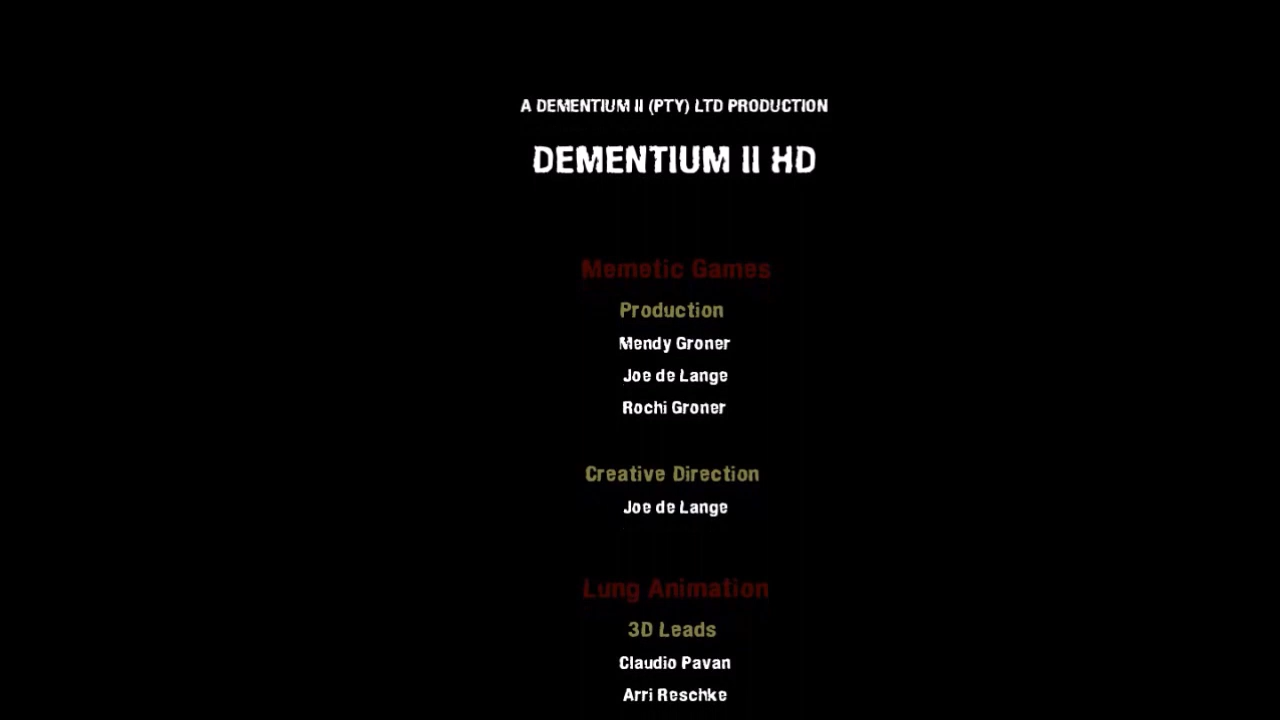 A DEMENTIUM II (PTY) LTD PRODUCTION
DEMENTIUM II HD
Memetic Games
Production
Mendy Groner
Joe de Lange
Rochi Groner
Creative Direction
Joe de Lange
Lung Animation
3D Leads
Claudio Pavan
Arri Reschke